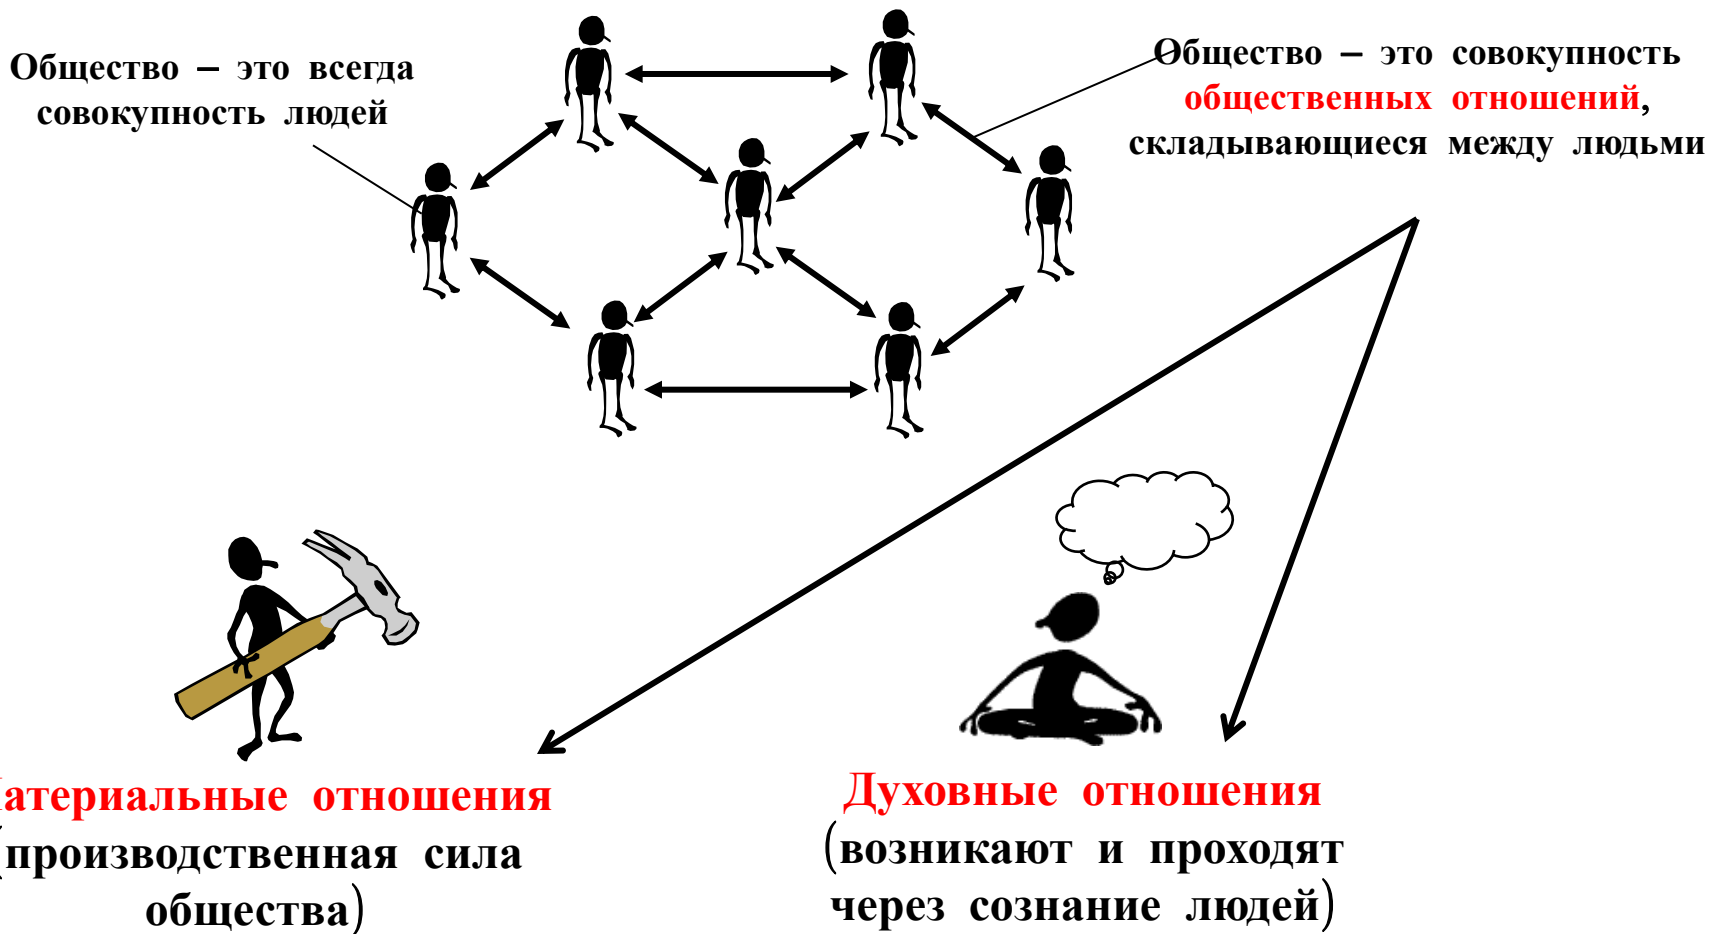 Общество – это всегда
совокупность людей
Общество – это совокупность
общественных отношений,
складывающиеся между людьми
атериальные отношения
(производственная сила
общества)
Духовные отношения
(возникают и проходят
через сознание людей)